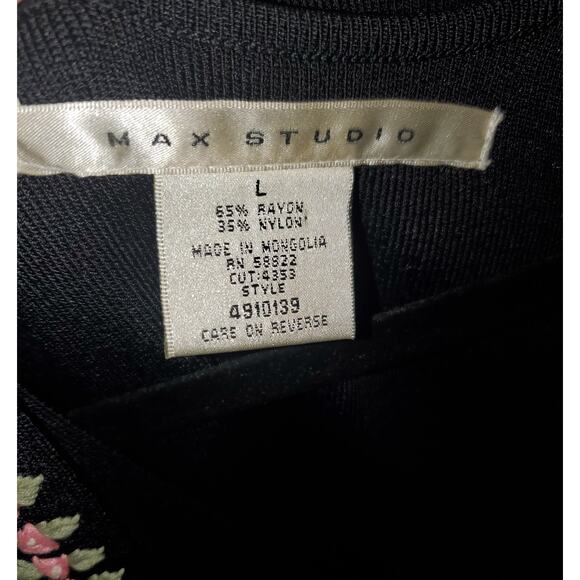 MAX STUDIO
L
65% RAYON
35% NYLON
MADE IN MONGOLIA
RN 58822
CUT:4353
STYLE
4910139
CARE ON REVERSE